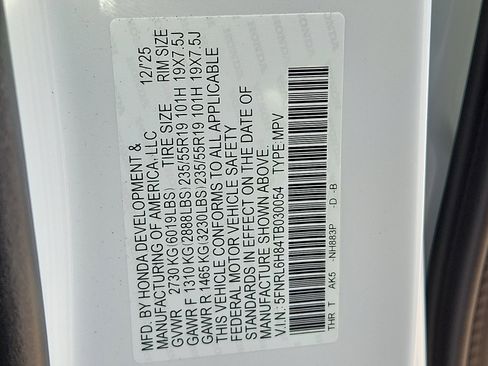 MFD. BY HONDA DEVELOPMENT &
MANUFACTURING OF AMERICA, LLC 12/'25
GVWR 2730 KG(6019LBS) TIRE SIZE RIM SIZE
GAWR F 1310 KG(2888LBS)235/55R19 101H 19X7.5J
GAWR R 1465 KG(3230LBS)235/55R19 101H 19X7.5J
THIS VEHICLE CONFORMS TO ALL APPLICABLE
FEDERAL MOTOR VEHICLE SAFETY
STANDARDS IN EFFECT ON THE DATE OF
MANUFACTURE SHOWN ABOVE.
V.I.N: 5FNRL6H84TB030054 TYPE:MPV
THR T AK5 -NH883P -D -B